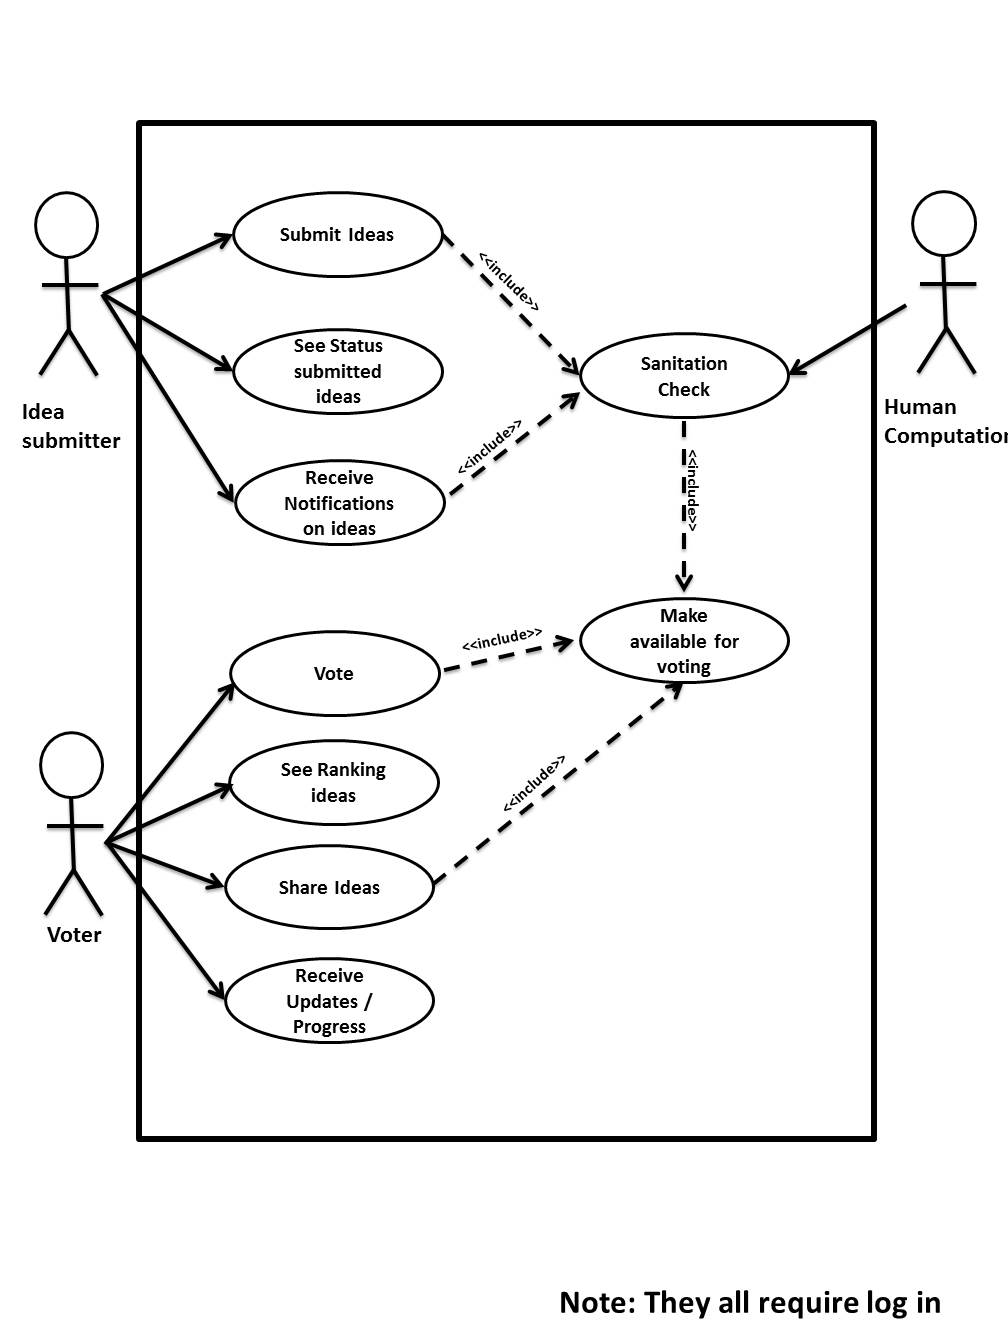 Submit Ideas
<<include>>
See Status
submitted
ideas
Sanitation
Check
Idea
submitter
Human
Computation
<<include>>
Receive
Notifications
on ideas
<<include>>
Make
available for
voting
<<include>>
Vote
See Ranking
ideas
<<include>>
Share Ideas
Voter
Receive
Updates /
Progress
Note: They all require log in